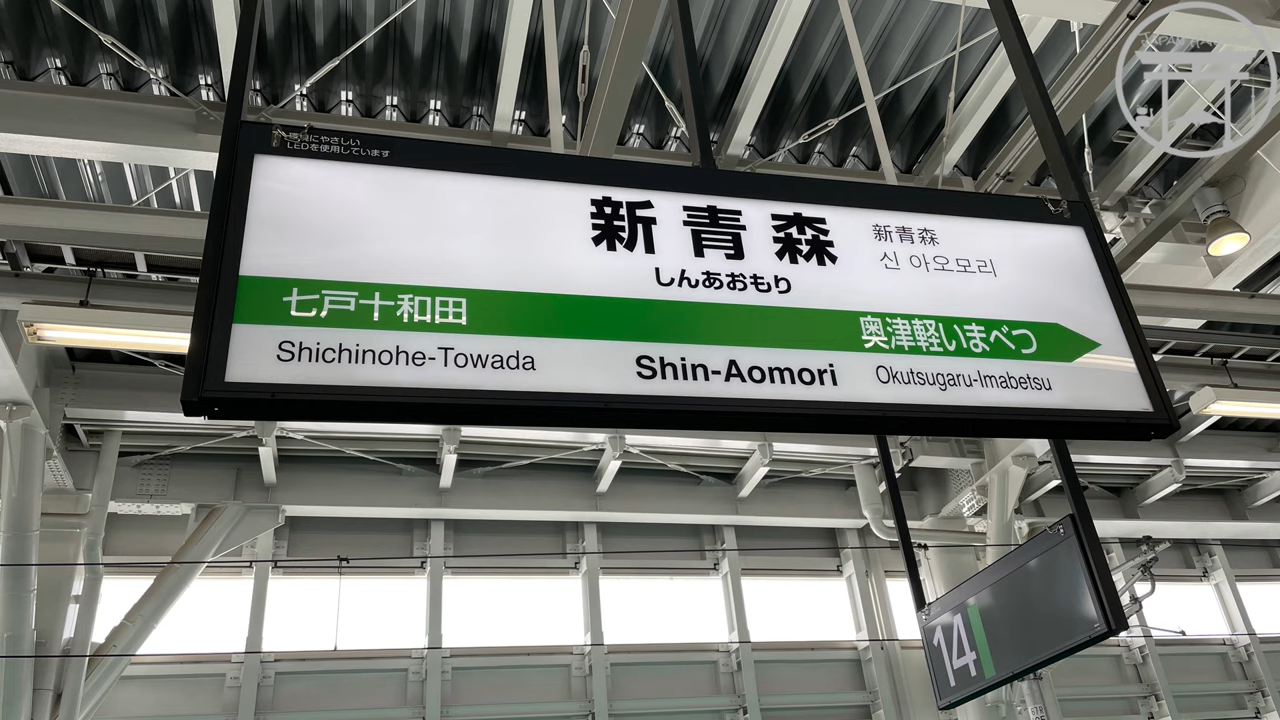 環境にやさしい
LEDを使用しています
新青森
新青森
신 아오모리
しんあおもり
七戸十和田
奥津軽いまべつ
Shichinohe-Towada
Shin-Aomori
Okutsugaru-Imabetsu
14